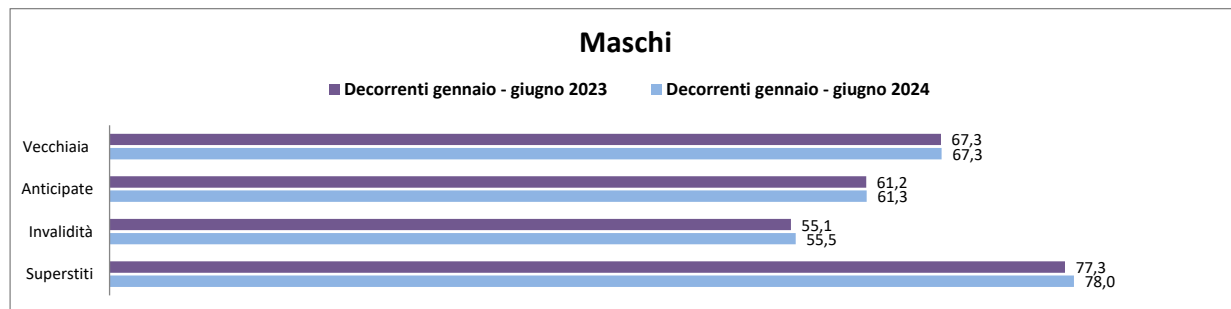 Maschi
Decorrenti gennaio - giugno 2023 Decorrenti gennaio - giugno 2024
Vecchiaia 67,3
67,3
Anticipate 61,2
61,3
Invalidità 55,1
55,5
Superstiti 77,3
78,0